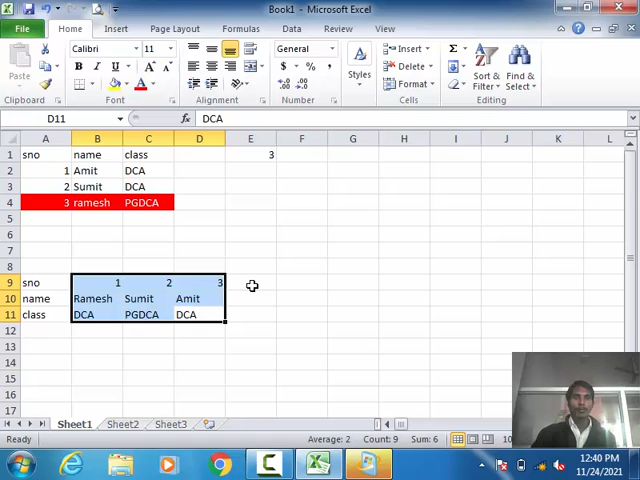 Book1 - Microsoft Excel
File Home Insert Page Layout Formulas Data Review View
Calibri 11 General Insert Σ
Paste B I U $ % , Styles Delete Sort & Filter Find & Select
Format
Clipboard Font Alignment Number Cells Editing
D11 fx DCA
A B C D E F G H I J K L
1 sno name class 3
2 1 Amit DCA
3 2 Sumit DCA
4 3 ramesh PGDCA
5
6
7
8
9 sno 1 2 3
10 name Ramesh Sumit Amit
11 class DCA PGDCA DCA
12
13
14
15
16
17
Sheet1 Sheet2 Sheet3
Ready Average: 2 Count: 9 Sum: 6 10
12:40 PM
11/24/2021